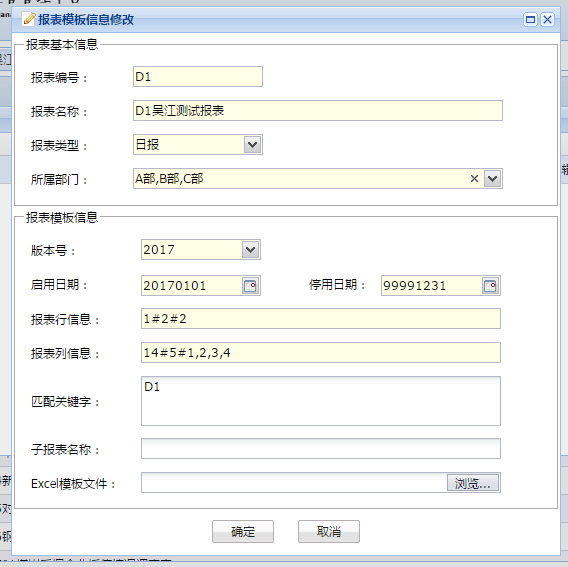 报表模板信息修改
报表基本信息
报表编号： D1
报表名称： D1吴江测试报表
报表类型： 日报
所属部门： A部,B部,C部
报表模板信息
版本号： 2017
启用日期： 20170101 停用日期： 99991231
报表行信息： 1#2#2
报表列信息： 14#5#1,2,3,4
匹配关键字： D1
子报表名称：
Excel模板文件： 浏览...
确定 取消